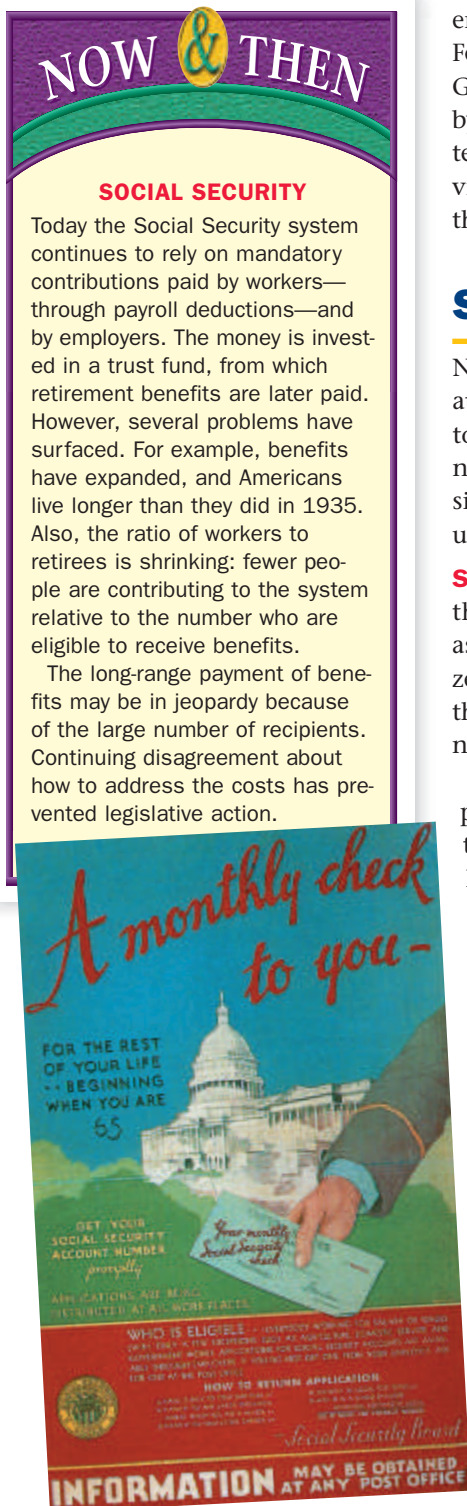 NOW & THEN
SOCIAL SECURITY
Today the Social Security system
continues to rely on mandatory
contributions paid by workers—
through payroll deductions—and
by employers. The money is invest-
ed in a trust fund, from which
retirement benefits are later paid.
However, several problems have
surfaced. For example, benefits
have expanded, and Americans
live longer than they did in 1935.
Also, the ratio of workers to
retirees is shrinking: fewer peo-
ple are contributing to the system
relative to the number who are
eligible to receive benefits.
The long-range payment of bene-
fits may be in jeopardy because
of the large number of recipients.
Continuing disagreement about
how to address the costs has pre-
vented legislative action.
A monthly check
to you–
FOR THE REST
OF YOUR LIFE
-- BEGINNING
WHEN YOU ARE
65
GET YOUR
SOCIAL SECURITY
ACCOUNT NUMBER
promptly
APPLICATIONS ARE BEING
DISTRIBUTED AT ALL WORK PLACES
Your monthly
Social Security
check
WHO IS ELIGIBLE
HOW TO RETURN APPLICATION
Social Security Board
INFORMATION MAY BE OBTAINED
AT ANY POST OFFICE